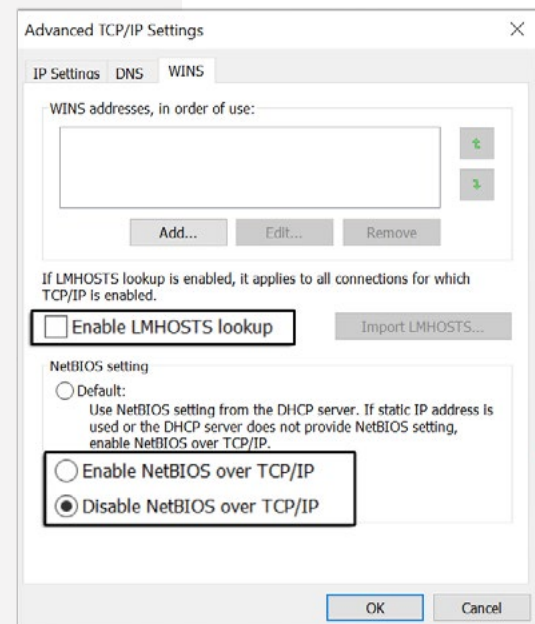 Advanced TCP/IP Settings
IP Settings DNS WINS
WINS addresses, in order of use:
Add... Edit... Remove
If LMHOSTS lookup is enabled, it applies to all connections for which
TCP/IP is enabled.
Enable LMHOSTS lookup Import LMHOSTS...
NetBIOS setting
Default:
Use NetBIOS setting from the DHCP server. If static IP address is
used or the DHCP server does not provide NetBIOS setting,
enable NetBIOS over TCP/IP.
Enable NetBIOS over TCP/IP
Disable NetBIOS over TCP/IP
OK Cancel